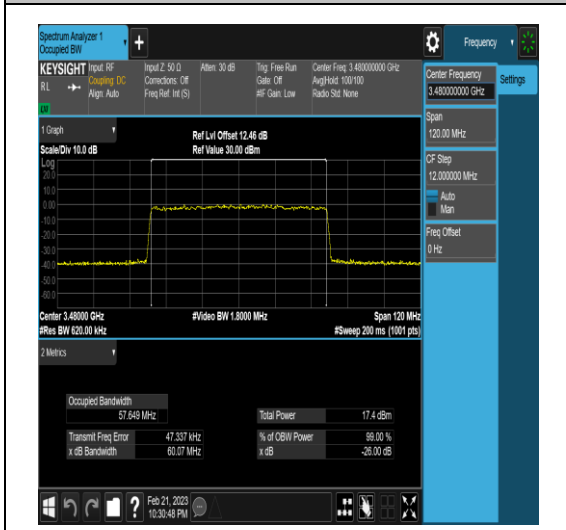 Spectrum Analyzer 1
Occupied BW
Frequency
KEYSIGHT Input: RF Input Z: 50 Ω Atten: 30 dB Trig: Free Run Center Freq: 3.480000000 GHz
RL Coupling: DC Corrections: Off Gate: Off Avg|Hold: 100/100
Align: Auto Freq Ref: Int (S) #IF Gain: Low Radio Std: None
Center Frequency
3.480000000 GHz
Settings
Span
120.00 MHz
CF Step
12.000000 MHz
Auto
Man
Freq Offset
0 Hz
1 Graph
Ref Lvl Offset 12.46 dB
Scale/Div 10.0 dB Ref Value 30.00 dBm
Log
20.0
10.0
0.00
-10.0
-20.0
-30.0
-40.0
-50.0
-60.0
Center 3.48000 GHz #Video BW 1.8000 MHz Span 120 MHz
#Res BW 620.00 kHz #Sweep 200 ms (1001 pts)
2 Metrics
Occupied Bandwidth
57.649 MHz Total Power 17.4 dBm
Transmit Freq Error 47.337 kHz % of OBW Power 99.00 %
x dB Bandwidth 60.07 MHz x dB -26.00 dB
Feb 21, 2023
10:30:48 PM